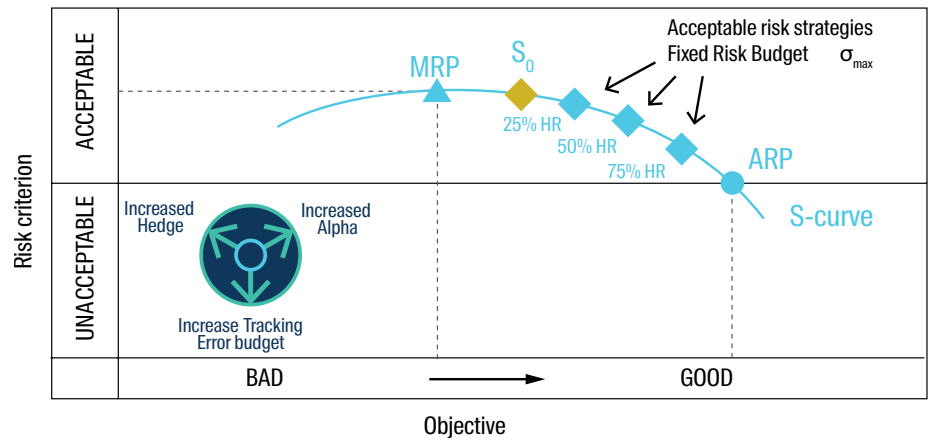 Acceptable risk strategies
Fixed Risk Budget σmax
S0
MRP
25% HR
50% HR
75% HR
ARP
S-curve
Risk criterion
ACCEPTABLE
UNACCEPTABLE
Increased
Hedge
Increased
Alpha
Increase Tracking
Error budget
BAD
GOOD
Objective